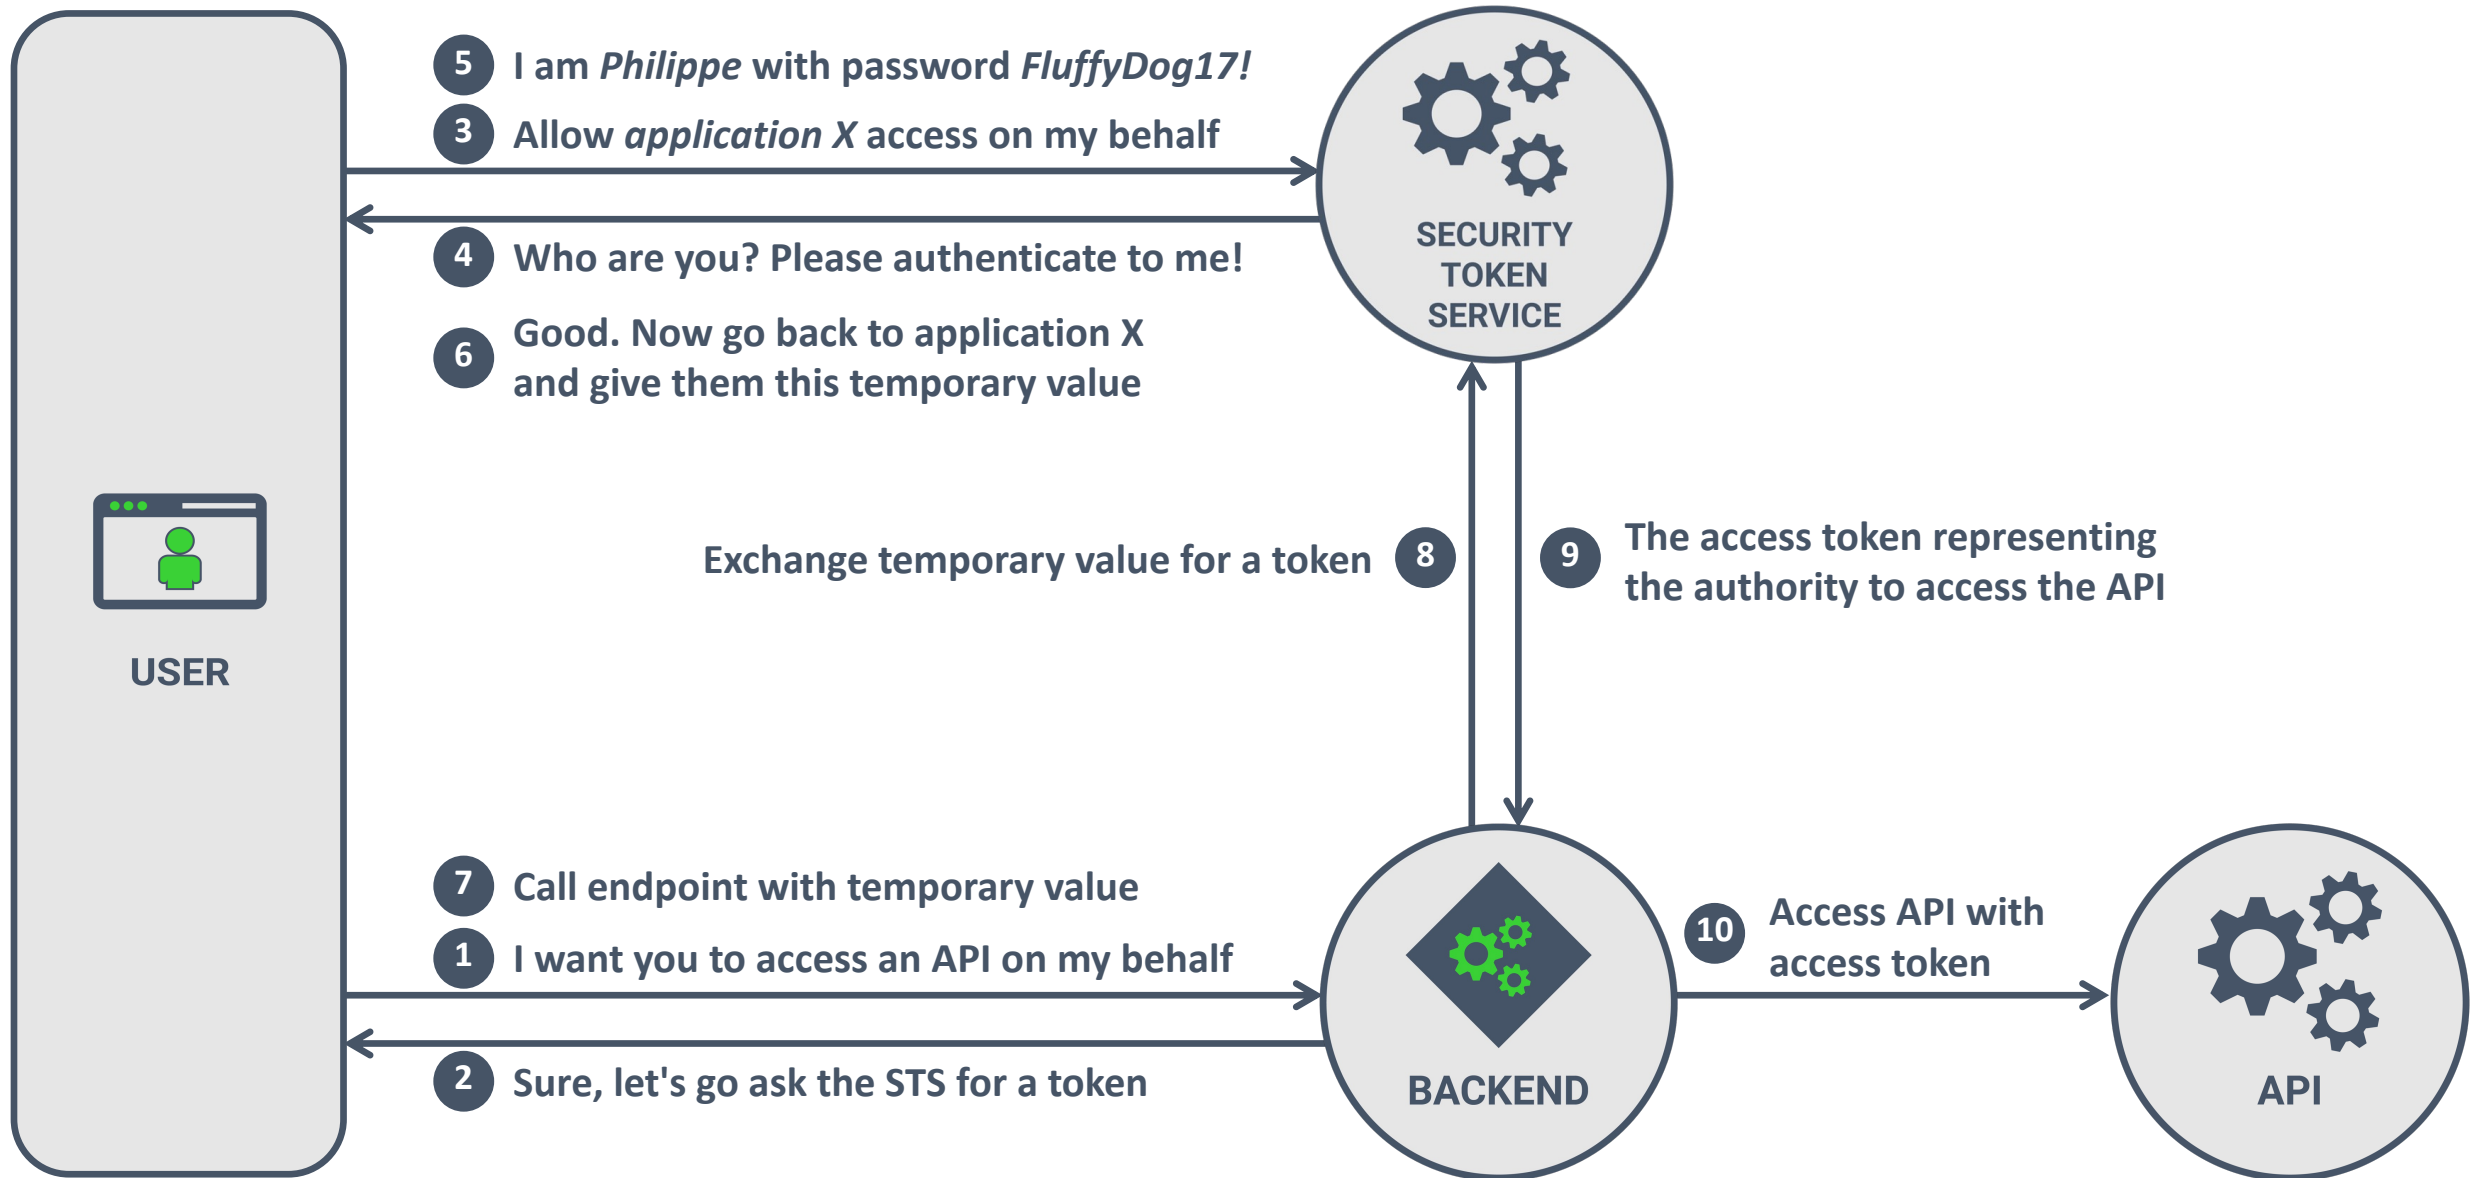 5 I am Philippe with password FluffyDog17!
3 Allow application X access on my behalf
4 Who are you? Please authenticate to me!
6 Good. Now go back to application X
and give them this temporary value
SECURITY
TOKEN
SERVICE
USER
Exchange temporary value for a token 8
9 The access token representing
the authority to access the API
7 Call endpoint with temporary value
1 I want you to access an API on my behalf
2 Sure, let's go ask the STS for a token
BACKEND
10 Access API with
access token
API